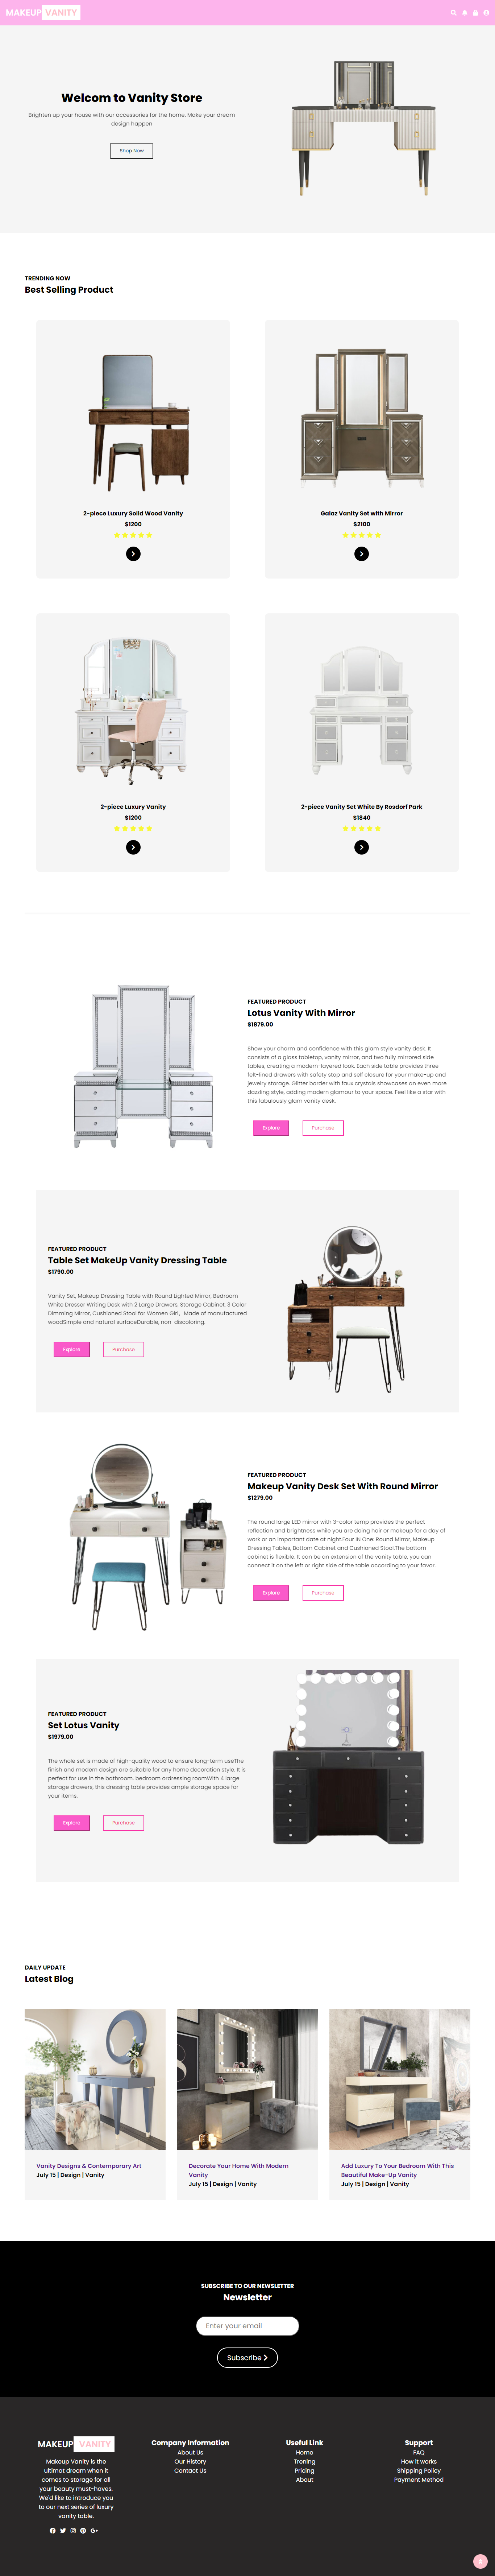 MAKEUP VANITY
Welcom to Vanity Store
Brighten up your house with our accessories for the home. Make your dream
design happen
Shop Now
TRENDING NOW
Best Selling Product
2-piece Luxury Solid Wood Vanity
$1200
Galaz Vanity Set with Mirror
$2100
2-piece Luxury Vanity
$1200
2-piece Vanity Set White By Rosdorf Park
$1840
FEATURED PRODUCT
Lotus Vanity With Mirror
$1879.00
Show your charm and confidence with this glam style vanity desk. It
consists of a glass tabletop, vanity mirror, and two fully mirrored side
tables, creating a modern-layered look. Each side table provides three
felt-lined drawers with safety stop and self closing for your make-up and
jewelry storage. Glitter border with faux crystals showcases an even more
dazzling style, adding modern glamour to your space. Feel like a star with
this fabulously glam vanity desk.
Explore
Purchase
FEATURED PRODUCT
Table Set MakeUp Vanity Dressing Table
$1790.00
Vanity Set, Makeup Dressing Table with Round Lighted Mirror, Bedroom
White Dresser Writing Desk with 2 Large Drawers, Storage Cabinet, 3 Color
Dimming Mirror, Cushioned Stool for Women Girl, Made of manufactured
woodSimple and natural surfaceDurable, non-discoloring.
Explore
Purchase
FEATURED PRODUCT
Makeup Vanity Desk Set With Round Mirror
$1279.00
The round large LED mirror with 3-color temp provides the perfect
reflection and brightness while you are doing hair or makeup for a day of
work or an important date at night.Four IN One: Round Mirror, Makeup
Dressing Tables, Bottom Cabinet and Cushioned Stool.The bottom
cabinet is flexible. It can be an extension of the vanity table, you can
connect it on the left or right side of the table according to your favor.
Explore
Purchase
FEATURED PRODUCT
Set Lotus Vanity
$1979.00
The whole set is made of high-quality wood to ensure long-term useThe
finish and modern design are suitable for any home decoration style. It is
perfect for use in the bathroom, bedroom ordressing roomWith 4 large
storage drawers, this dressing table provides ample storage space for
your items.
Explore
Purchase
DAILY UPDATE
Latest Blog
Vanity Designs & Contemporary Art
July 15 | Design | Vanity
Decorate Your Home With Modern
Vanity
July 15 | Design | Vanity
Add Luxury To Your Bedroom With This
Beautiful Make-Up Vanity
July 15 | Design | Vanity
SUBSCRIBE TO OUR NEWSLETTER
Newsletter
Enter your email
Subscribe
MAKEUP VANITY
Makeup Vanity is the
ultimat dream when it
comes to storage for all
your beauty must-haves.
We'd like to introduce you
to our next series of luxury
vanity table.
Company Information
About Us
Our History
Contact Us
Useful Link
Home
Trening
Pricing
About
Support
FAQ
How it works
Shipping Policy
Payment Method